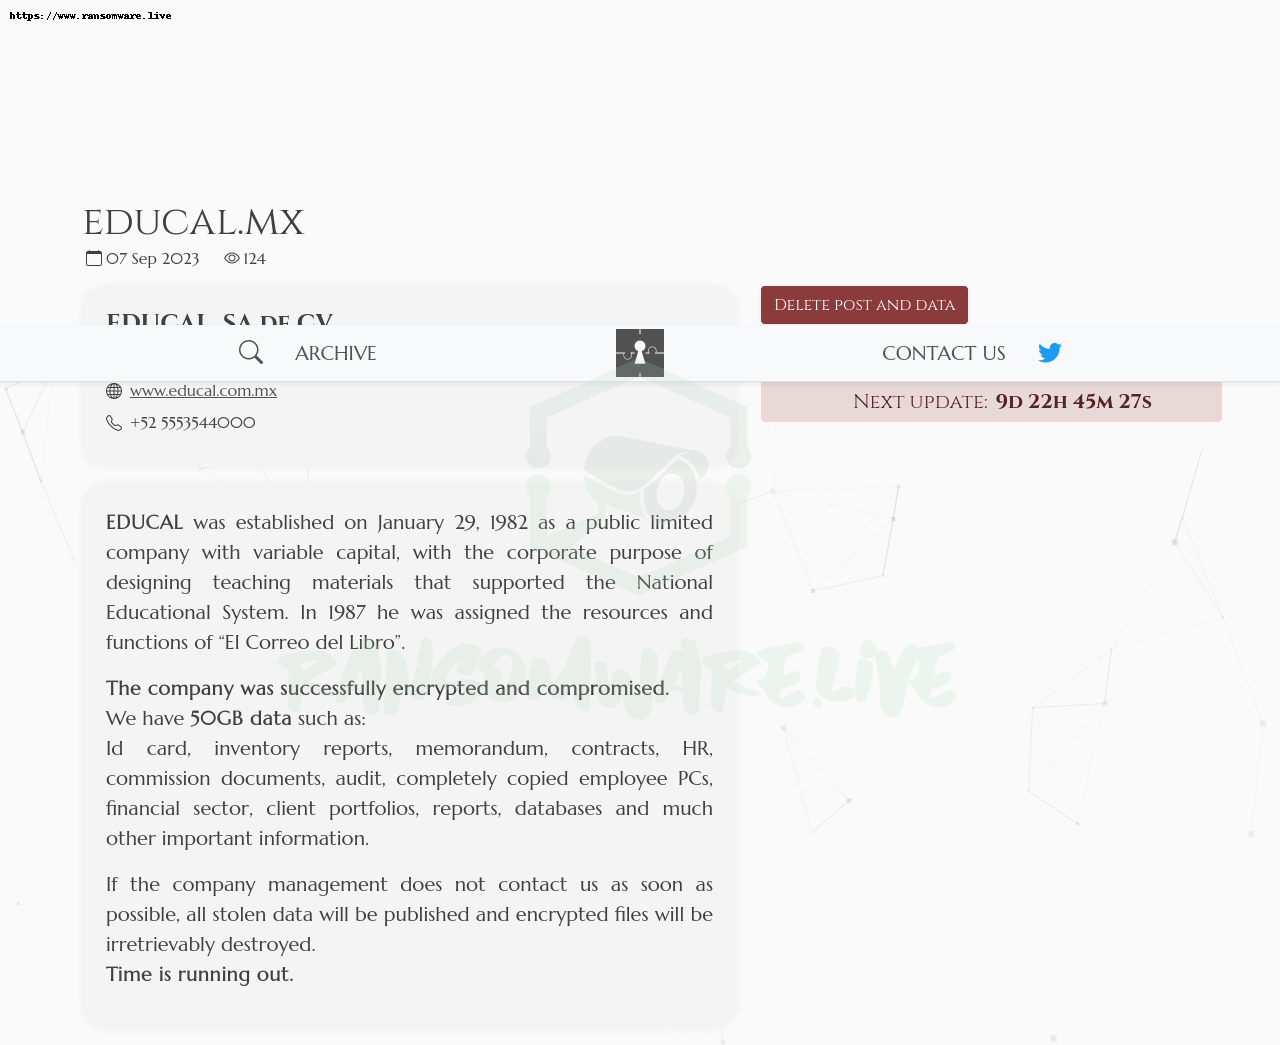 https://www.ransomware.live
EDUCAL.MX
07 Sep 2023 124
EDUCAL, SA DE CV
DELETE POST AND DATA
ARCHIVE
CONTACT US
www.educal.com.mx
+52 5553544000
NEXT UPDATE: 9D 22H 45M 27S
EDUCAL was established on January 29, 1982 as a public limited
company with variable capital, with the corporate purpose of
designing teaching materials that supported the National
Educational System. In 1987 he was assigned the resources and
functions of “El Correo del Libro”.
RANSOMWARE.LIVE
The company was successfully encrypted and compromised.
We have 50GB data such as:
Id card, inventory reports, memorandum, contracts, HR,
commission documents, audit, completely copied employee PCs,
financial sector, client portfolios, reports, databases and much
other important information.
If the company management does not contact us as soon as
possible, all stolen data will be published and encrypted files will be
irretrievably destroyed.
Time is running out.